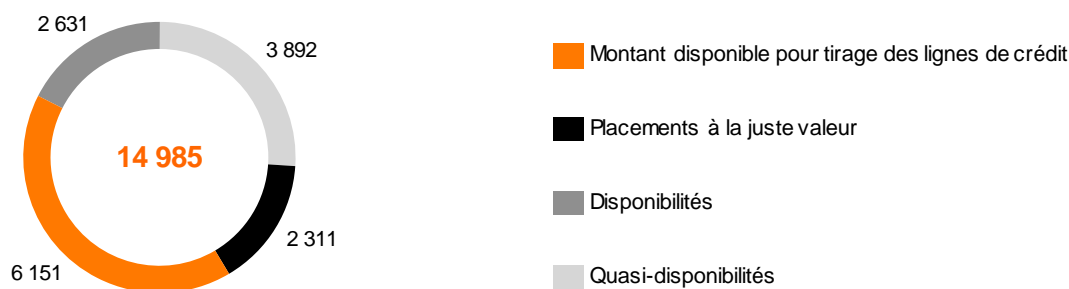 2 631
3 892
14 985
2 311
6 151
Montant disponible pour tirage des lignes de crédit
Placements à la juste valeur
Disponibilités
Quasi-disponibilités